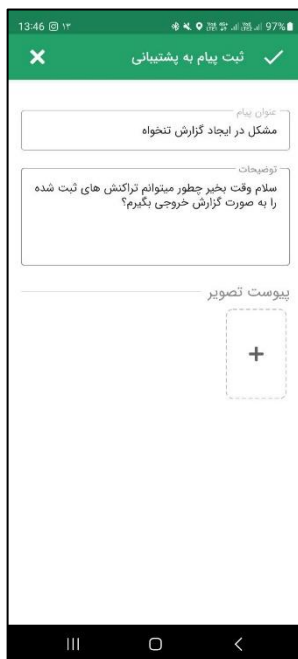 13:46 ۱۳ 97%
ثبت پیام به پشتیبانی
عنوان پیام
مشکل در ایجاد گزارش تنخواه
توضیحات
سلام وقت بخیر چطور میتوانم تراکنش های ثبت شده
را به صورت گزارش خروجی بگیرم؟
پیوست تصویر
+